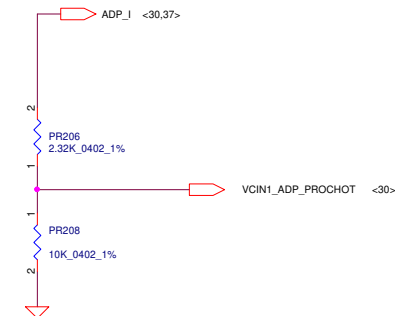 ADP_I <30,37>
2
PR206
2.32K_0402_1%
1
VCIN1_ADP_PROCHOT <30>
1
PR208
10K_0402_1%
2